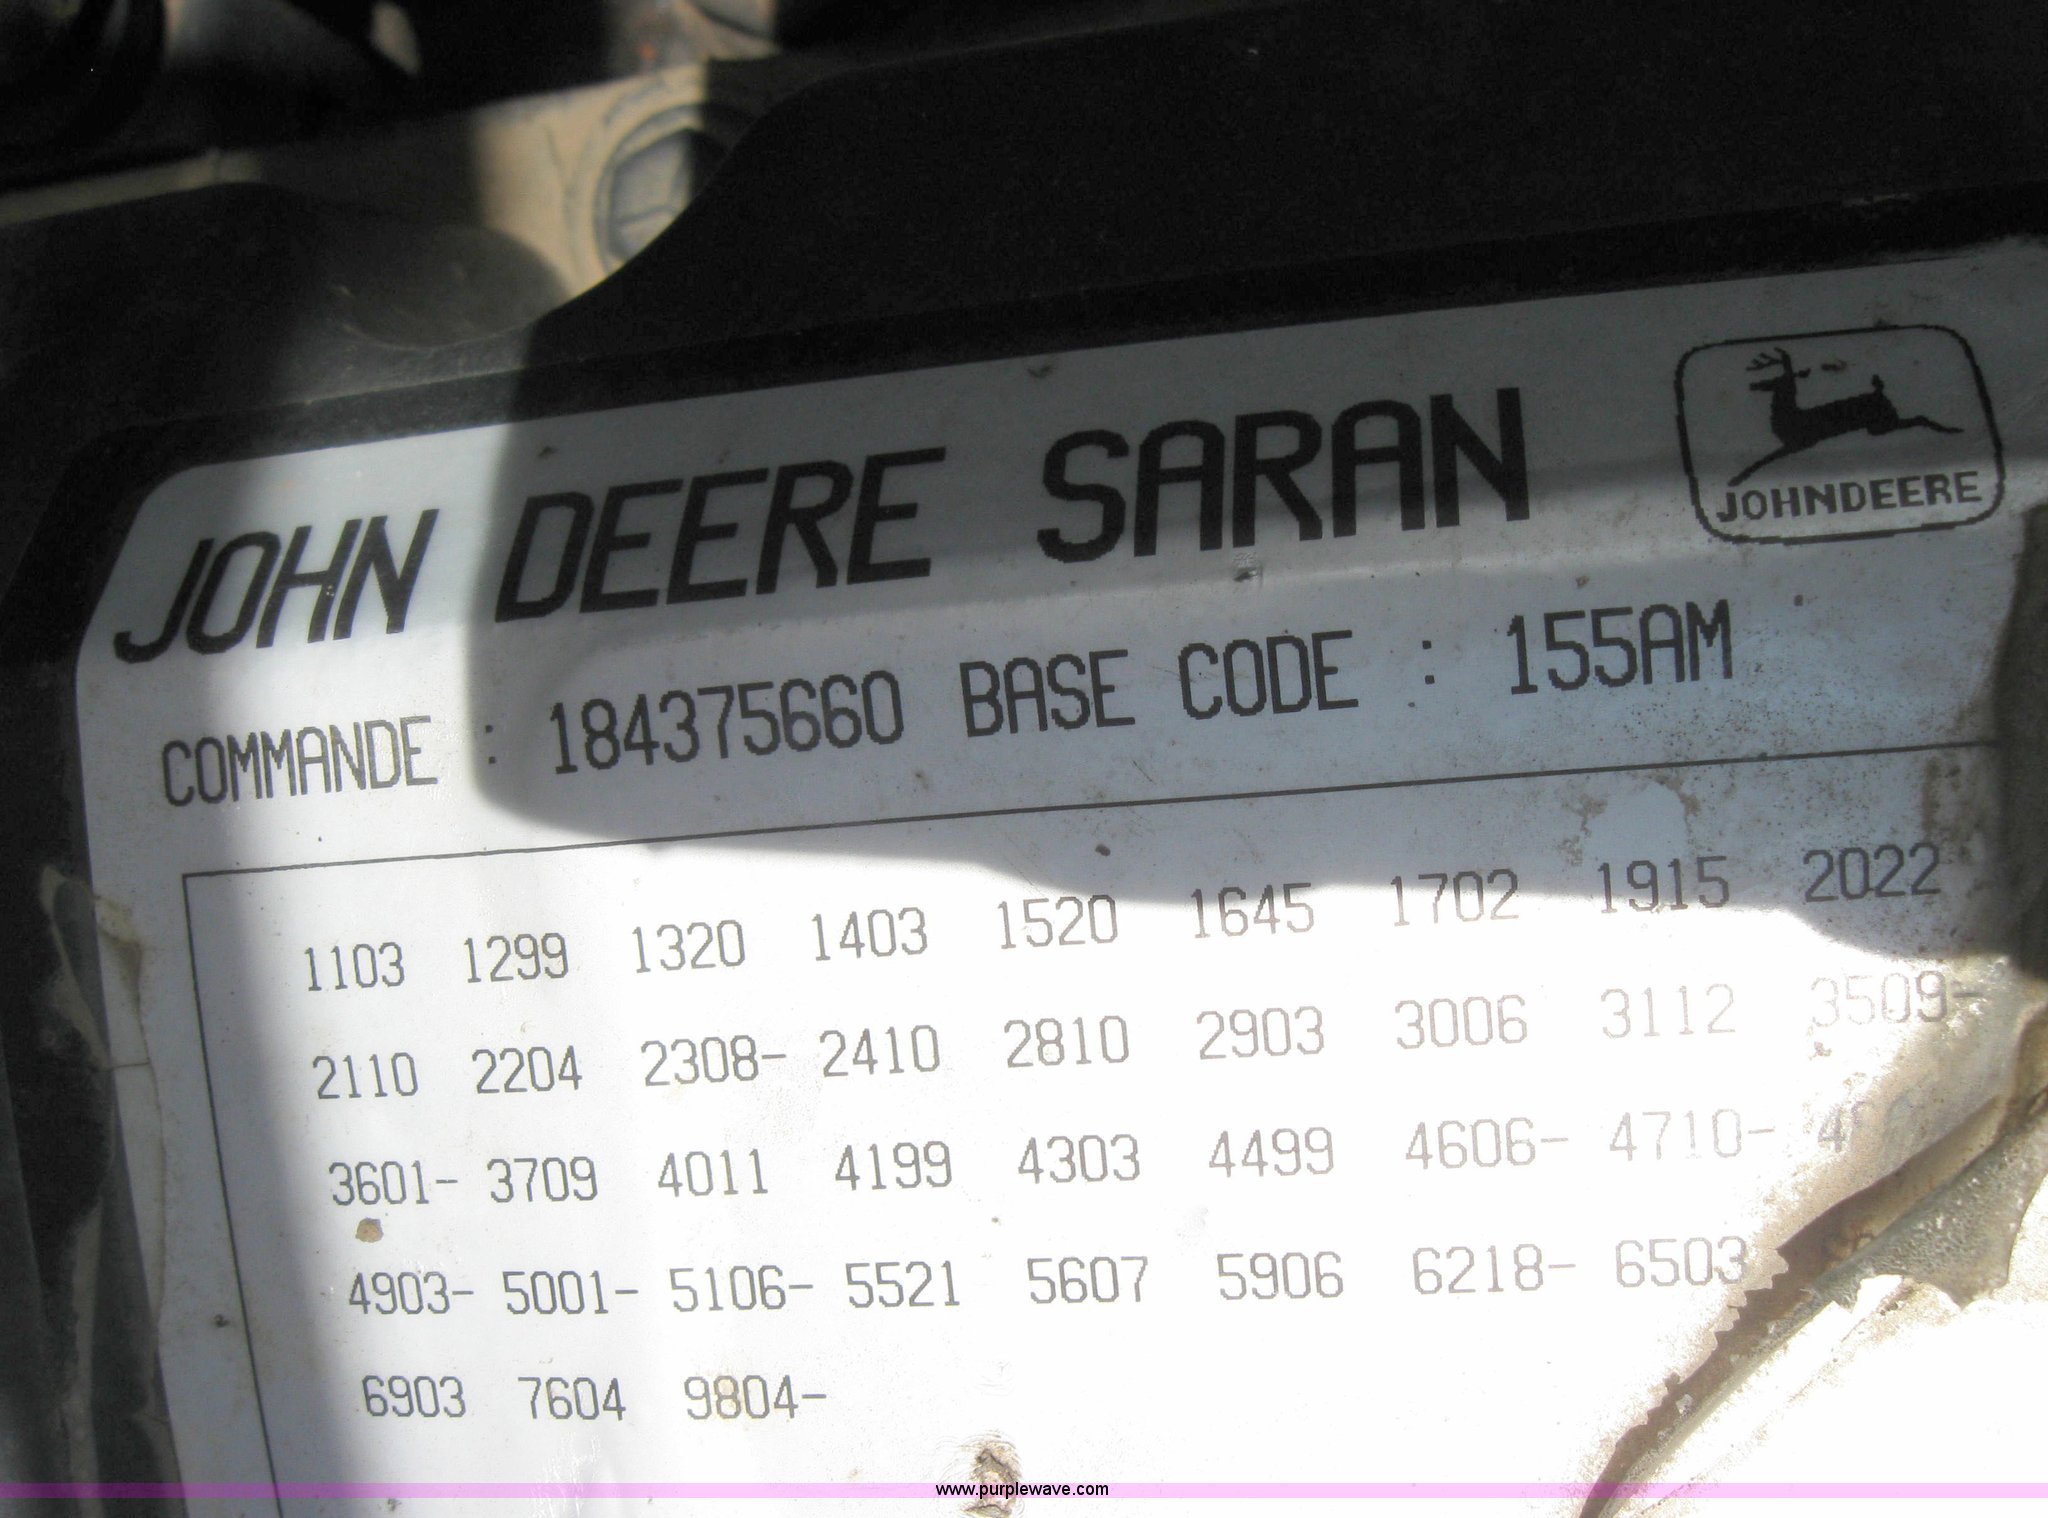 JOHN DEERE SARAN
JOHNDEERE
COMMANDE : 184375660 BASE CODE : 155AM
1103 1299 1320 1403 1520 1645 1702 1915 2022
2110 2204 2308- 2410 2810 2903 3006 3112 3509-
3601- 3709 4011 4199 4303 4499 4606- 4710-
4903- 5001- 5106- 5521 5607 5906 6218- 6503
6903 7604 9804-
www.purplewave.com